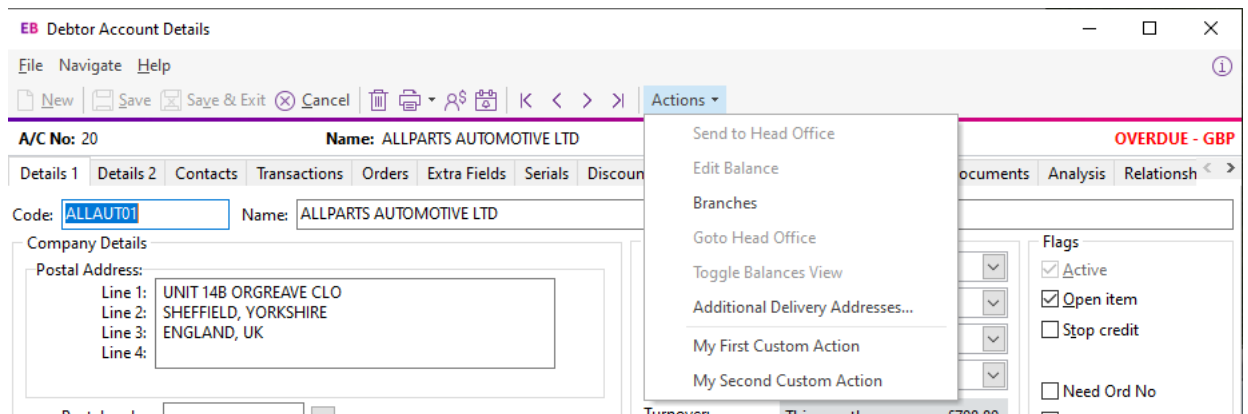 EB Debtor Account Details
File Navigate Help
New Save Save & Exit Cancel Actions
A/C No: 20 Name: ALLPARTS AUTOMOTIVE LTD OVERDUE - GBP
Details 1 Details 2 Contacts Transactions Orders Extra Fields Serials Discoun ocuments Analysis Relationsh
Send to Head Office
Edit Balance
Branches
Goto Head Office
Toggle Balances View
Additional Delivery Addresses...
My First Custom Action
My Second Custom Action
Code: ALLAUT01 Name: ALLPARTS AUTOMOTIVE LTD
Company Details
Postal Address:
Line 1: UNIT 14B ORGREAVE CLO
Line 2: SHEFFIELD, YORKSHIRE
Line 3: ENGLAND, UK
Line 4:
Flags
Active
Open item
Stop credit
Need Ord No
Turnover: